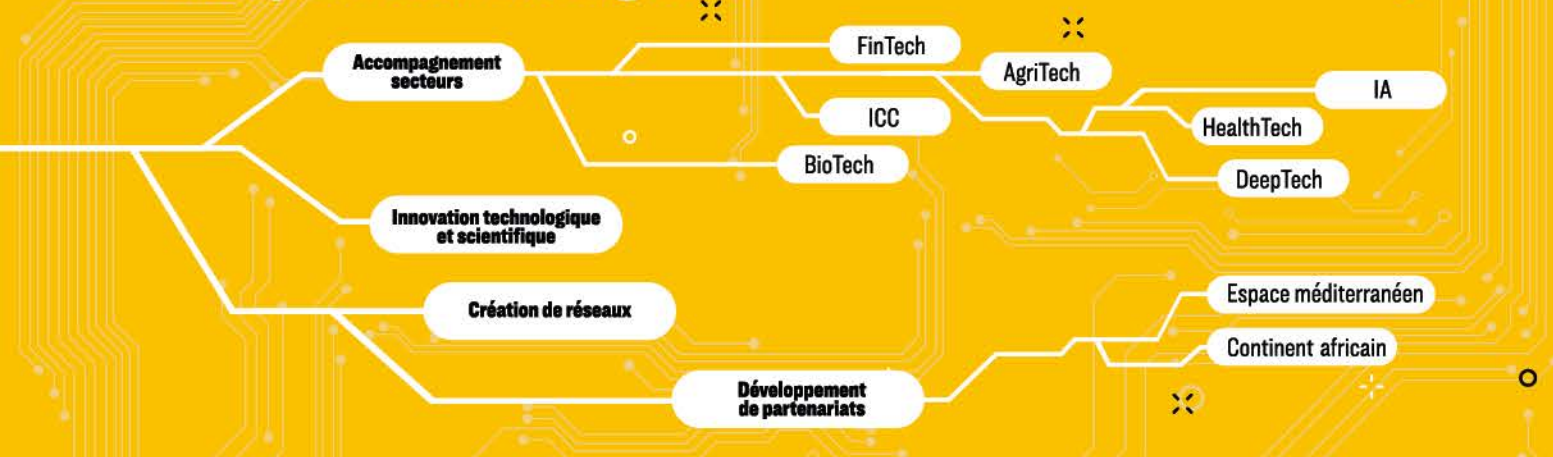 Accompagnement
secteurs
FinTech
AgriTech
ICC
BioTech
IA
HealthTech
DeepTech
Innovation technologique
et scientifique
Création de réseaux
Développement
de partenariats
Espace méditerranéen
Continent africain